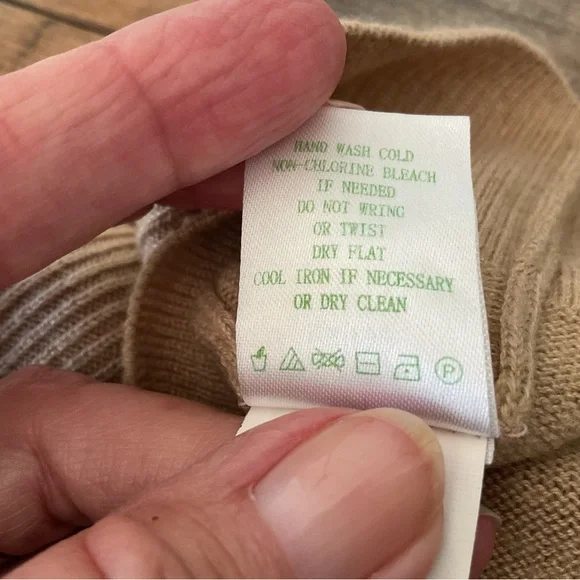 HAND WASH COLD
NON-CHLORINE BLEACH
IF NEEDED
DO NOT WRING
OR TWIST
DRY FLAT
COOL IRON IF NECESSARY
OR DRY CLEAN
P